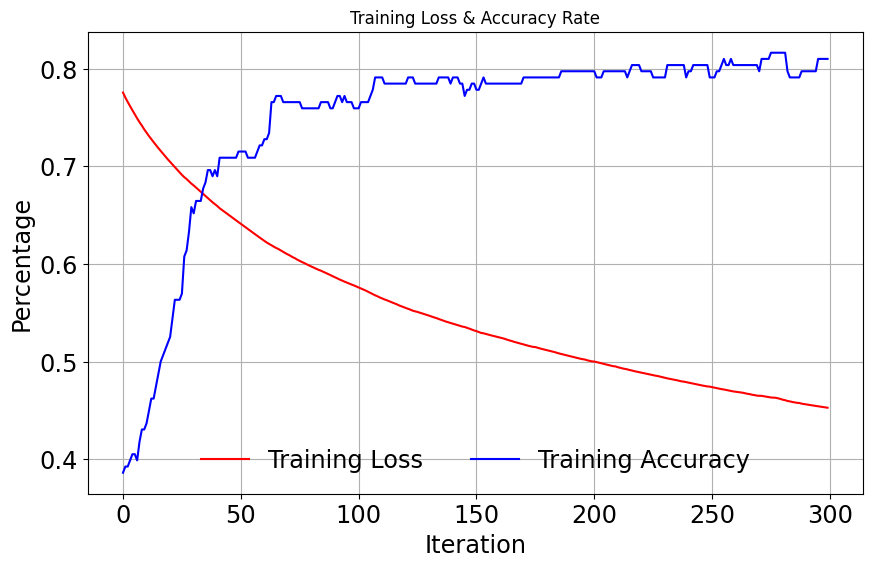 Training Loss & Accuracy Rate
Percentage
0.8
0.7
0.6
0.5
0.4
Training Loss Training Accuracy
0 50 100 150 200 250 300
Iteration